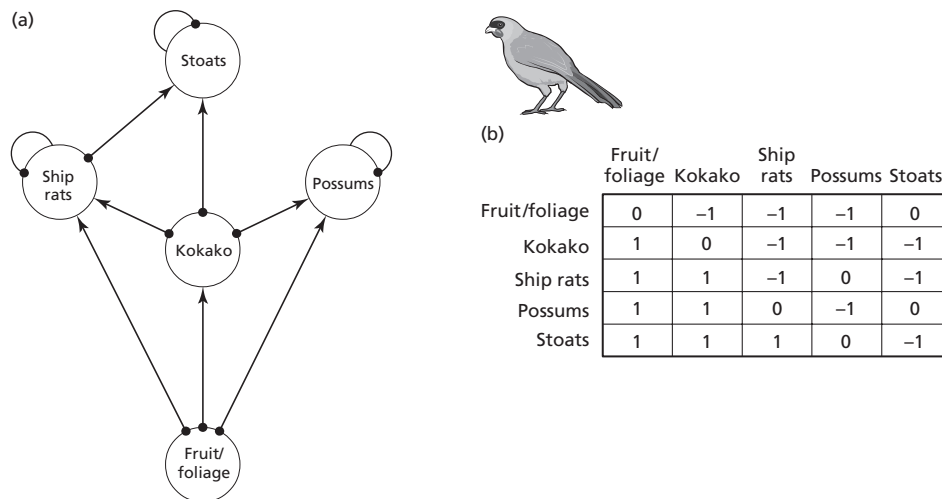 (a)
Stoats
Ship
rats
Possums
Kokako
Fruit/
foliage
(b)
Fruit/
foliage Kokako Ship
rats Possums Stoats
Fruit/foliage 0 –1 –1 –1 0
Kokako 1 0 –1 –1 –1
Ship rats 1 1 –1 0 –1
Possums 1 1 0 –1 0
Stoats 1 1 1 0 –1